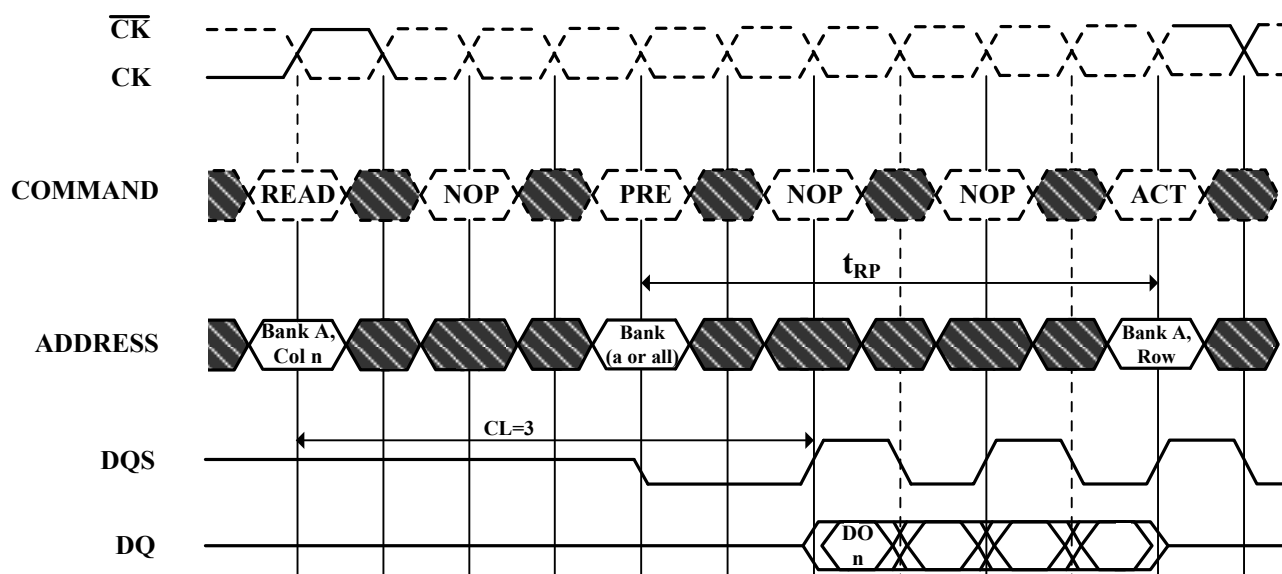 CK
CK
COMMAND
READ NOP PRE NOP NOP ACT
tRP
ADDRESS
Bank A,
Col n
Bank
(a or all)
Bank A,
Row
CL=3
DQS
DQ
DO
n